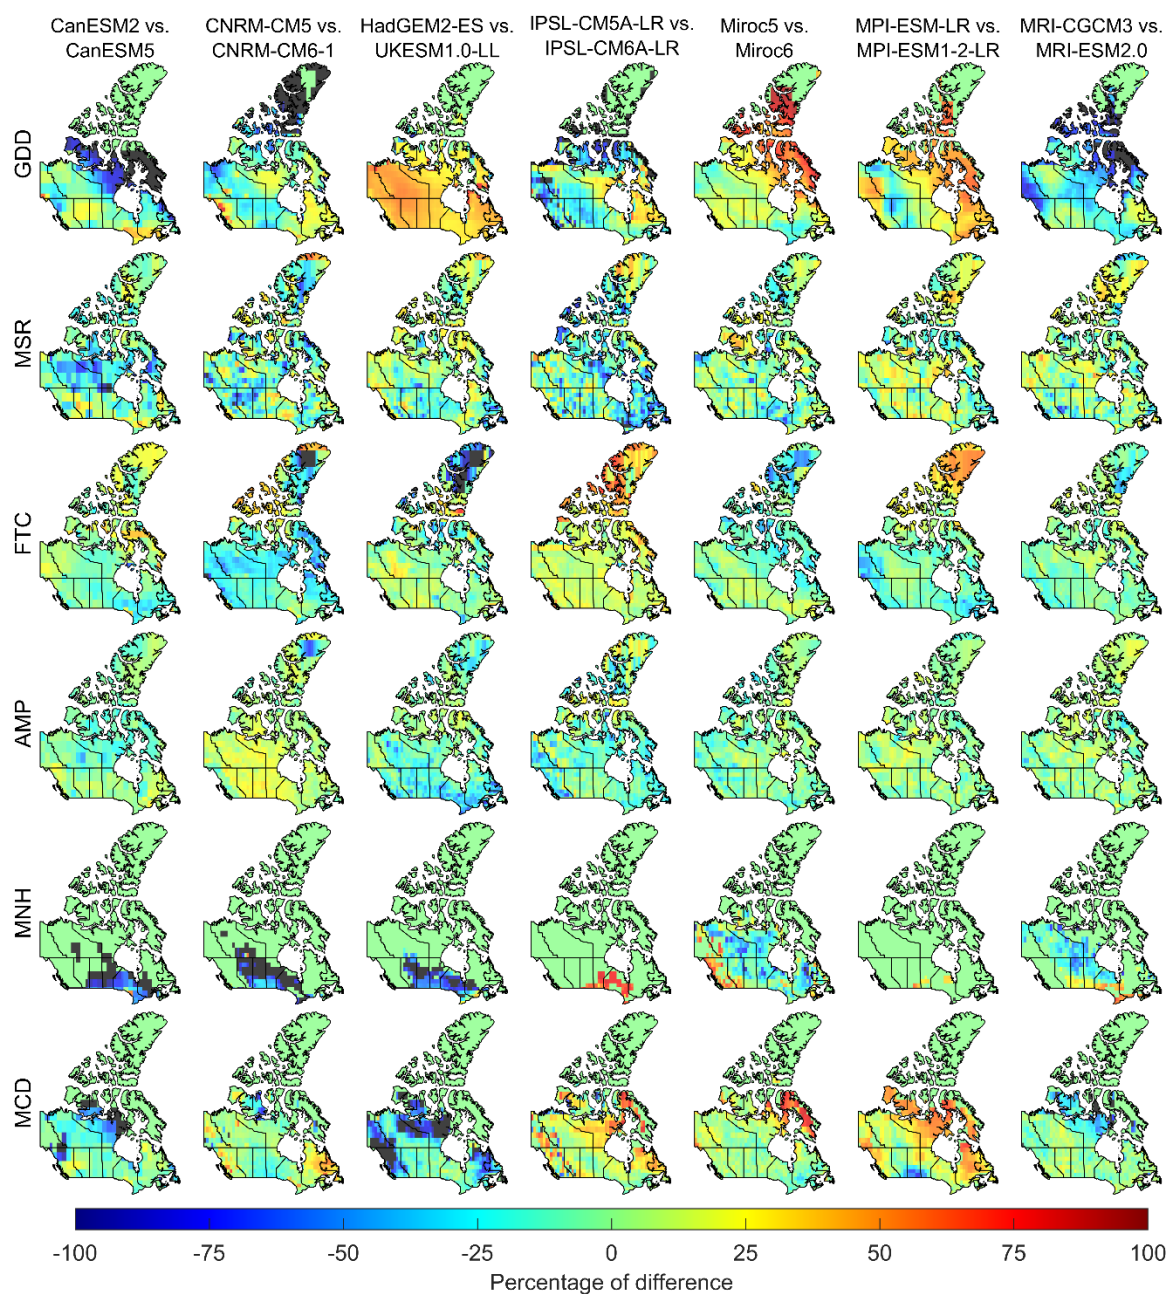 CanESM2 vs. CNRM-CM5 vs. HadGEM2-ES vs. IPSL-CM5A-LR vs. Miroc5 vs. MPI-ESM-LR vs. MRI-CGCM3 vs.
CanESM5 CNRM-CM6-1 UKESM1.0-LL IPSL-CM6A-LR Miroc6 MPI-ESM1-2-LR MRI-ESM2.0
GDD
MSR
FTC
AMP
MNH
MCD
-100 -75 -50 -25 0 25 50 75 100
Percentage of difference